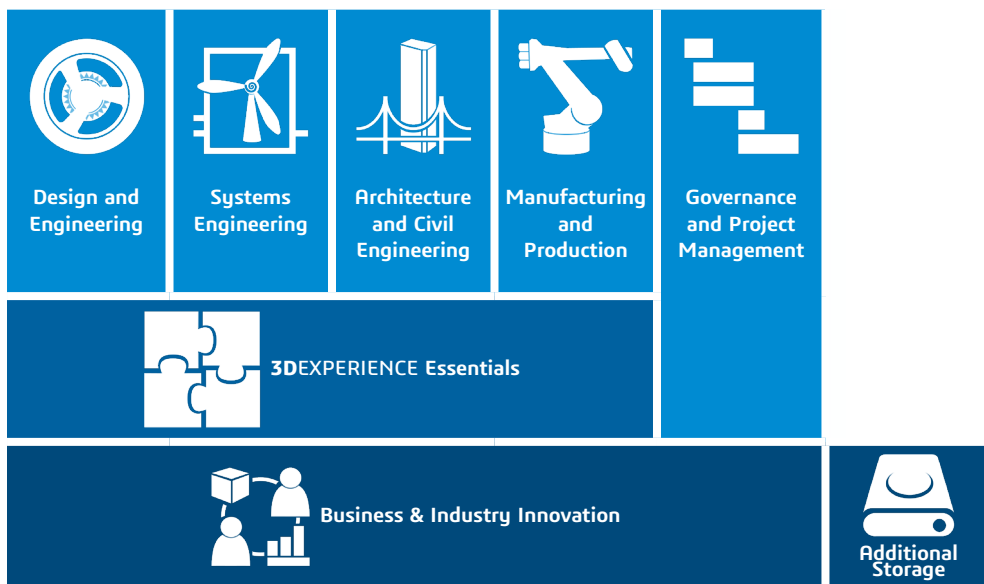 Design and
Engineering
Systems
Engineering
Architecture
and Civil
Engineering
Manufacturing
and
Production
Governance
and Project
Management
3DEXPERIENCE Essentials
Business & Industry Innovation
Additional
Storage